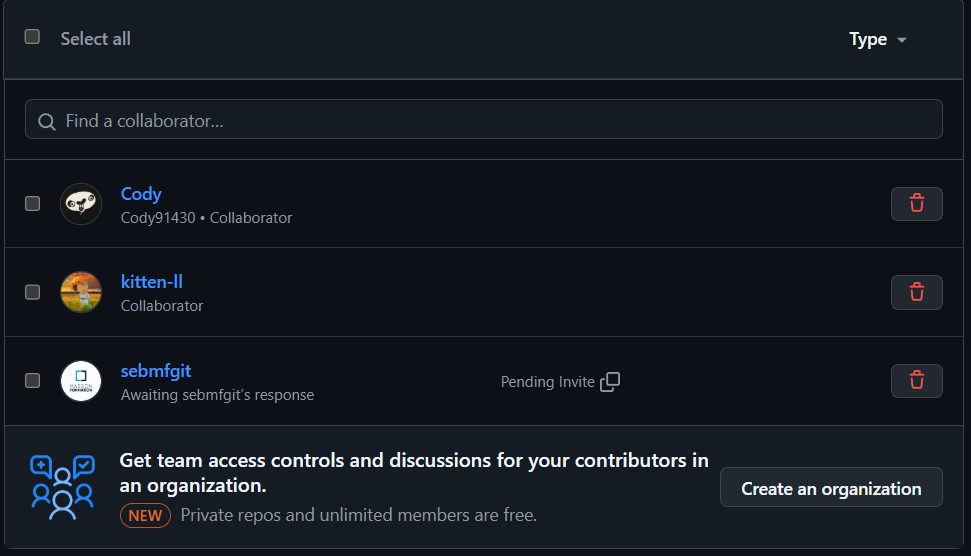 Select all
Type
Find a collaborator...
Cody
Cody91430 • Collaborator
kitten-ll
Collaborator
sebmfgit
Awaiting sebmfgit's response
Pending Invite
MASSON
FORMATION
Get team access controls and discussions for your contributors in
an organization.
Create an organization
NEW Private repos and unlimited members are free.